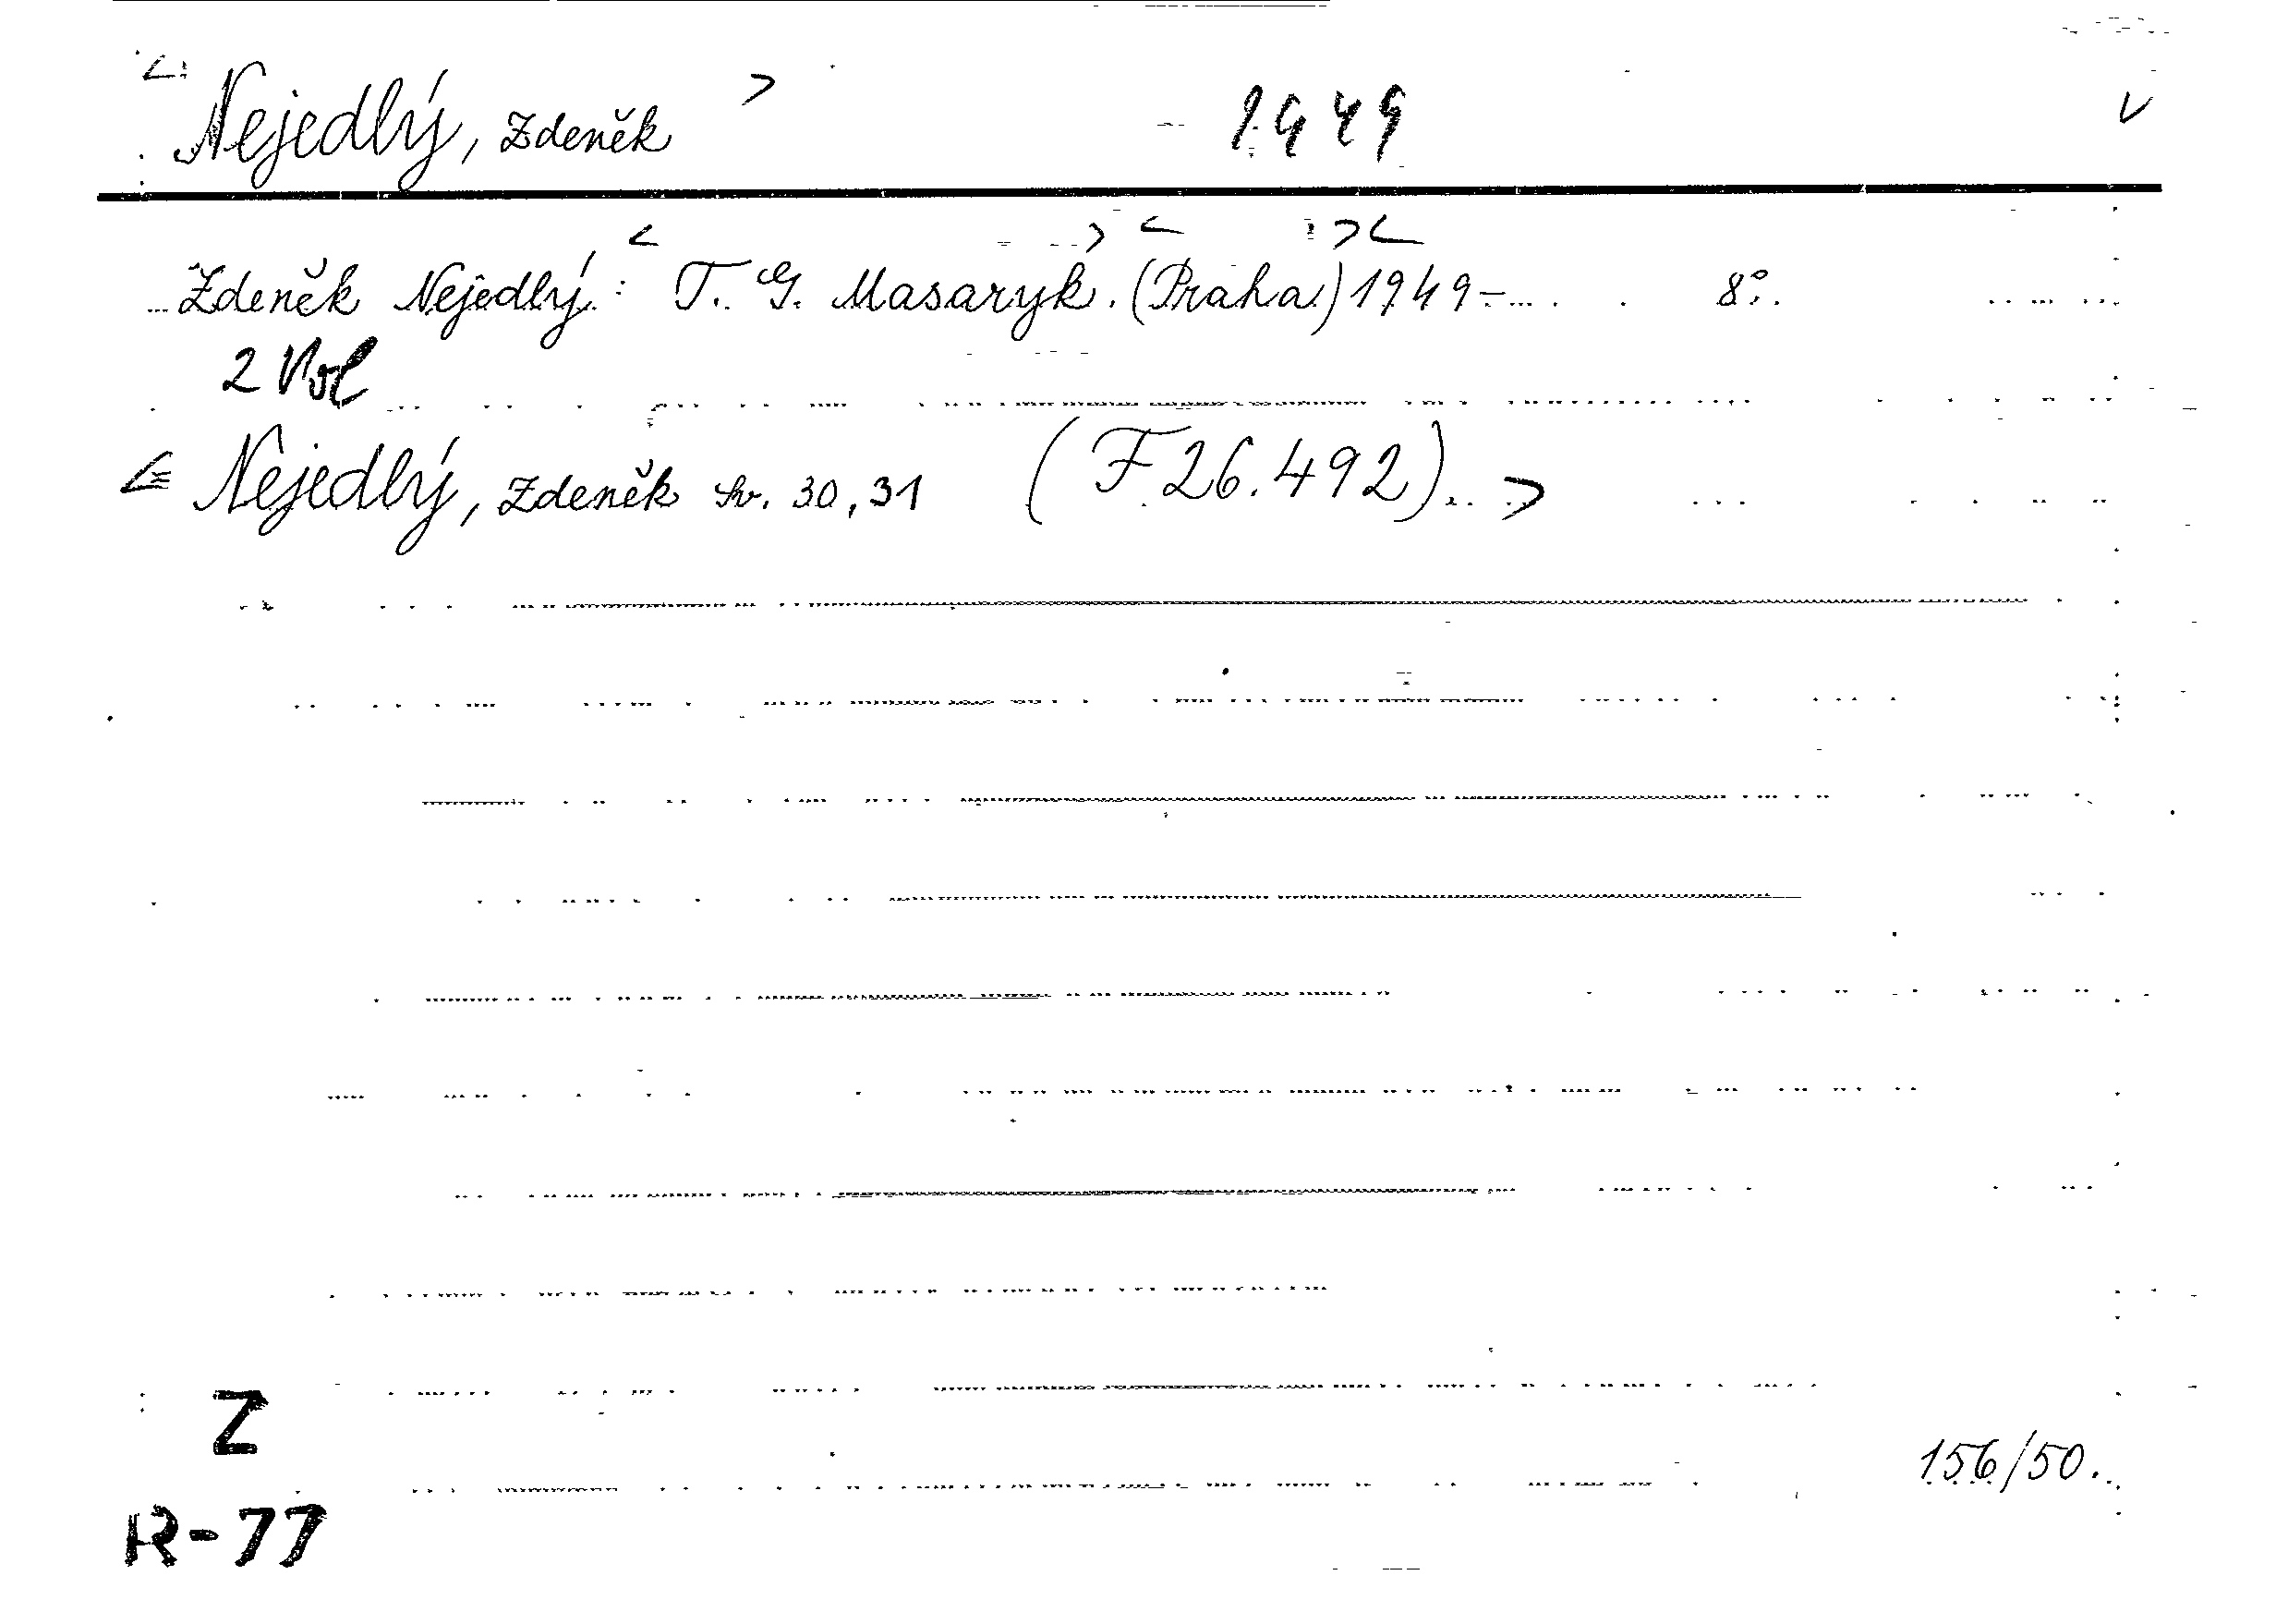 < Nejedlý, Zdeněk > 1949 v
Zdeněk Nejedlý: < T. G. Masaryk. > < (Praha) > < 1949- 8°.
2 Vol
< Nejedlý, Zdeněk Sv. 30, 31 (F 26.492) >
Z
156/50.
R-77